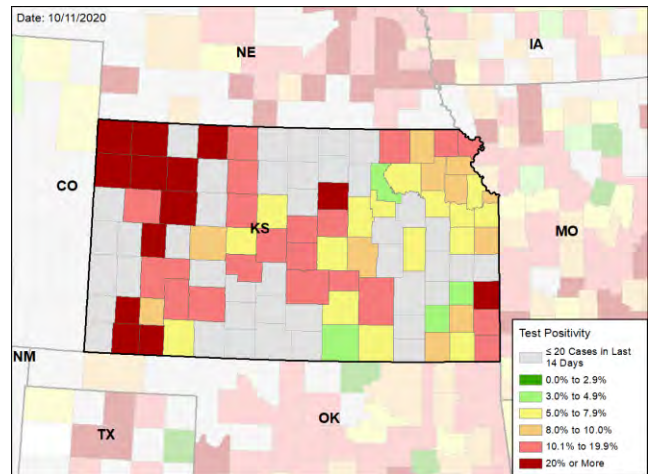 Date: 10/11/2020
NE
IA
CO
KS
MO
NM
OK
TX
Test Positivity
≤ 20 Cases in Last
14 Days
0.0% to 2.9%
3.0% to 4.9%
5.0% to 7.9%
8.0% to 10.0%
10.1% to 19.9%
20% or More